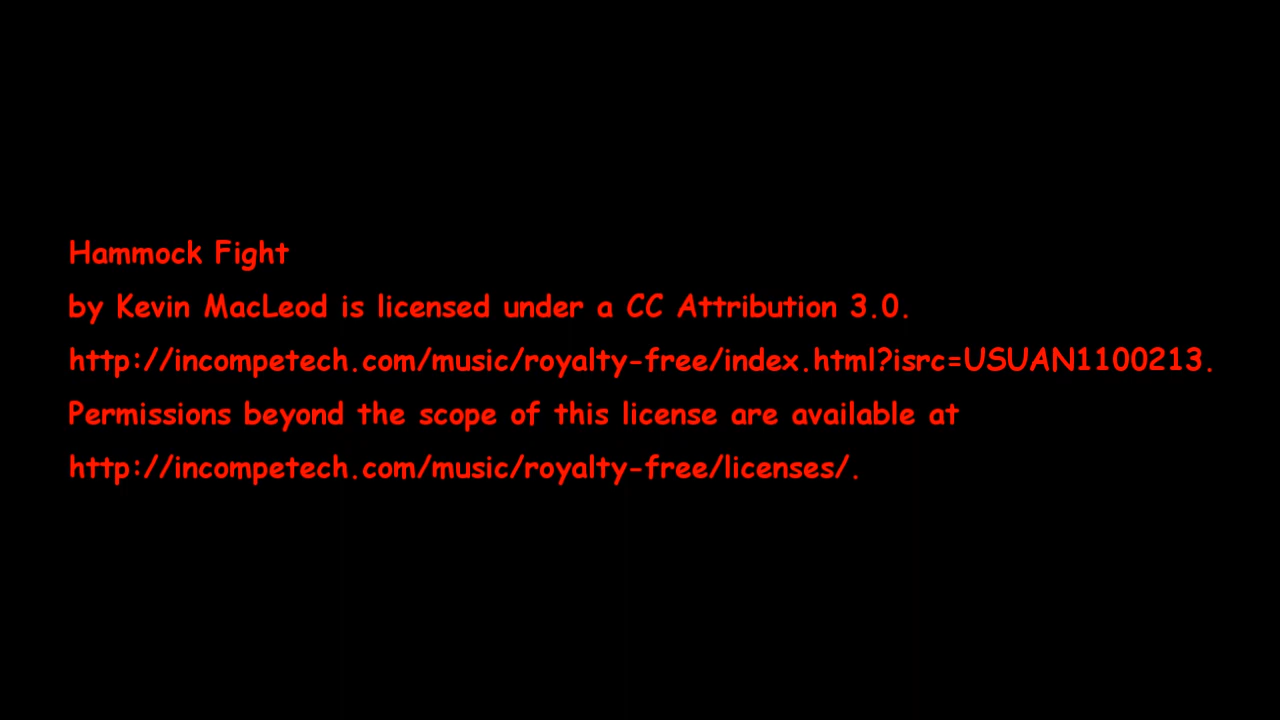 Hammock Fight
by Kevin MacLeod is licensed under a CC Attribution 3.0.
http://incompetech.com/music/royalty-free/index.html?isrc=USUAN1100213.
Permissions beyond the scope of this license are available at
http://incompetech.com/music/royalty-free/licenses/.